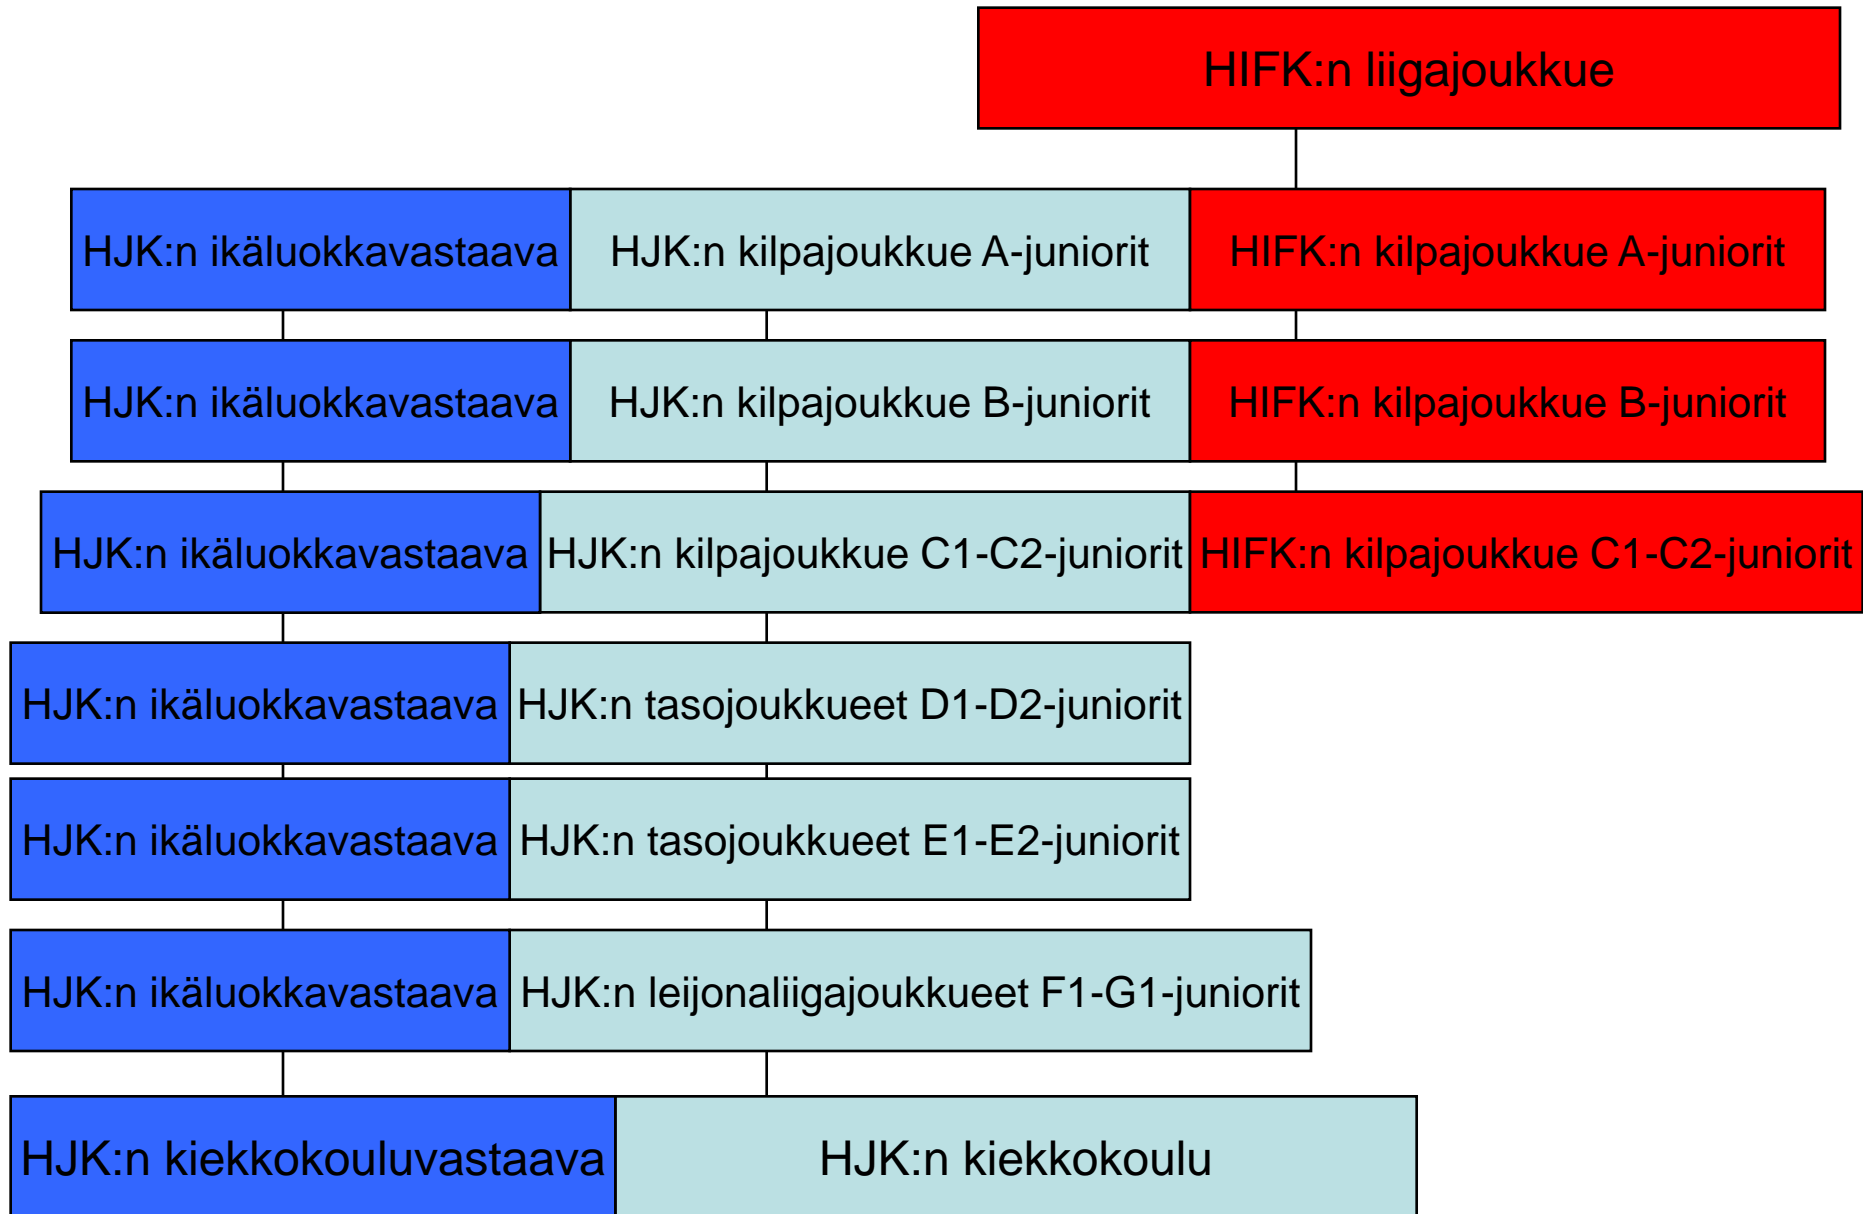 HIFK:n liigajoukkue
HJK:n ikäluokkavastaava
HJK:n kilpajoukkue A-juniorit
HIFK:n kilpajoukkue A-juniorit
HJK:n ikäluokkavastaava
HJK:n kilpajoukkue B-juniorit
HIFK:n kilpajoukkue B-juniorit
HJK:n ikäluokkavastaava
HJK:n kilpajoukkue C1-C2-juniorit
HIFK:n kilpajoukkue C1-C2-juniorit
HJK:n ikäluokkavastaava
HJK:n tasojoukkueet D1-D2-juniorit
HJK:n ikäluokkavastaava
HJK:n tasojoukkueet E1-E2-juniorit
HJK:n ikäluokkavastaava
HJK:n leijonaliigajoukkueet F1-G1-juniorit
HJK:n kiekkokouluvastaava
HJK:n kiekkokoulu